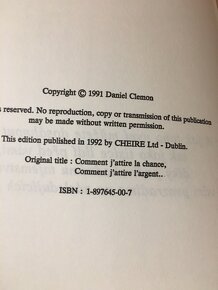 Copyright © 1991 Daniel Clemon
s reserved. No reproduction, copy or transmission of this publication
may be made without written permission.
This edition published in 1992 by CHEIRE Ltd - Dublin.
Original title : Comment j'attire la chance,
Comment j'attire l'argent..
ISBN : 1-897645-00-7